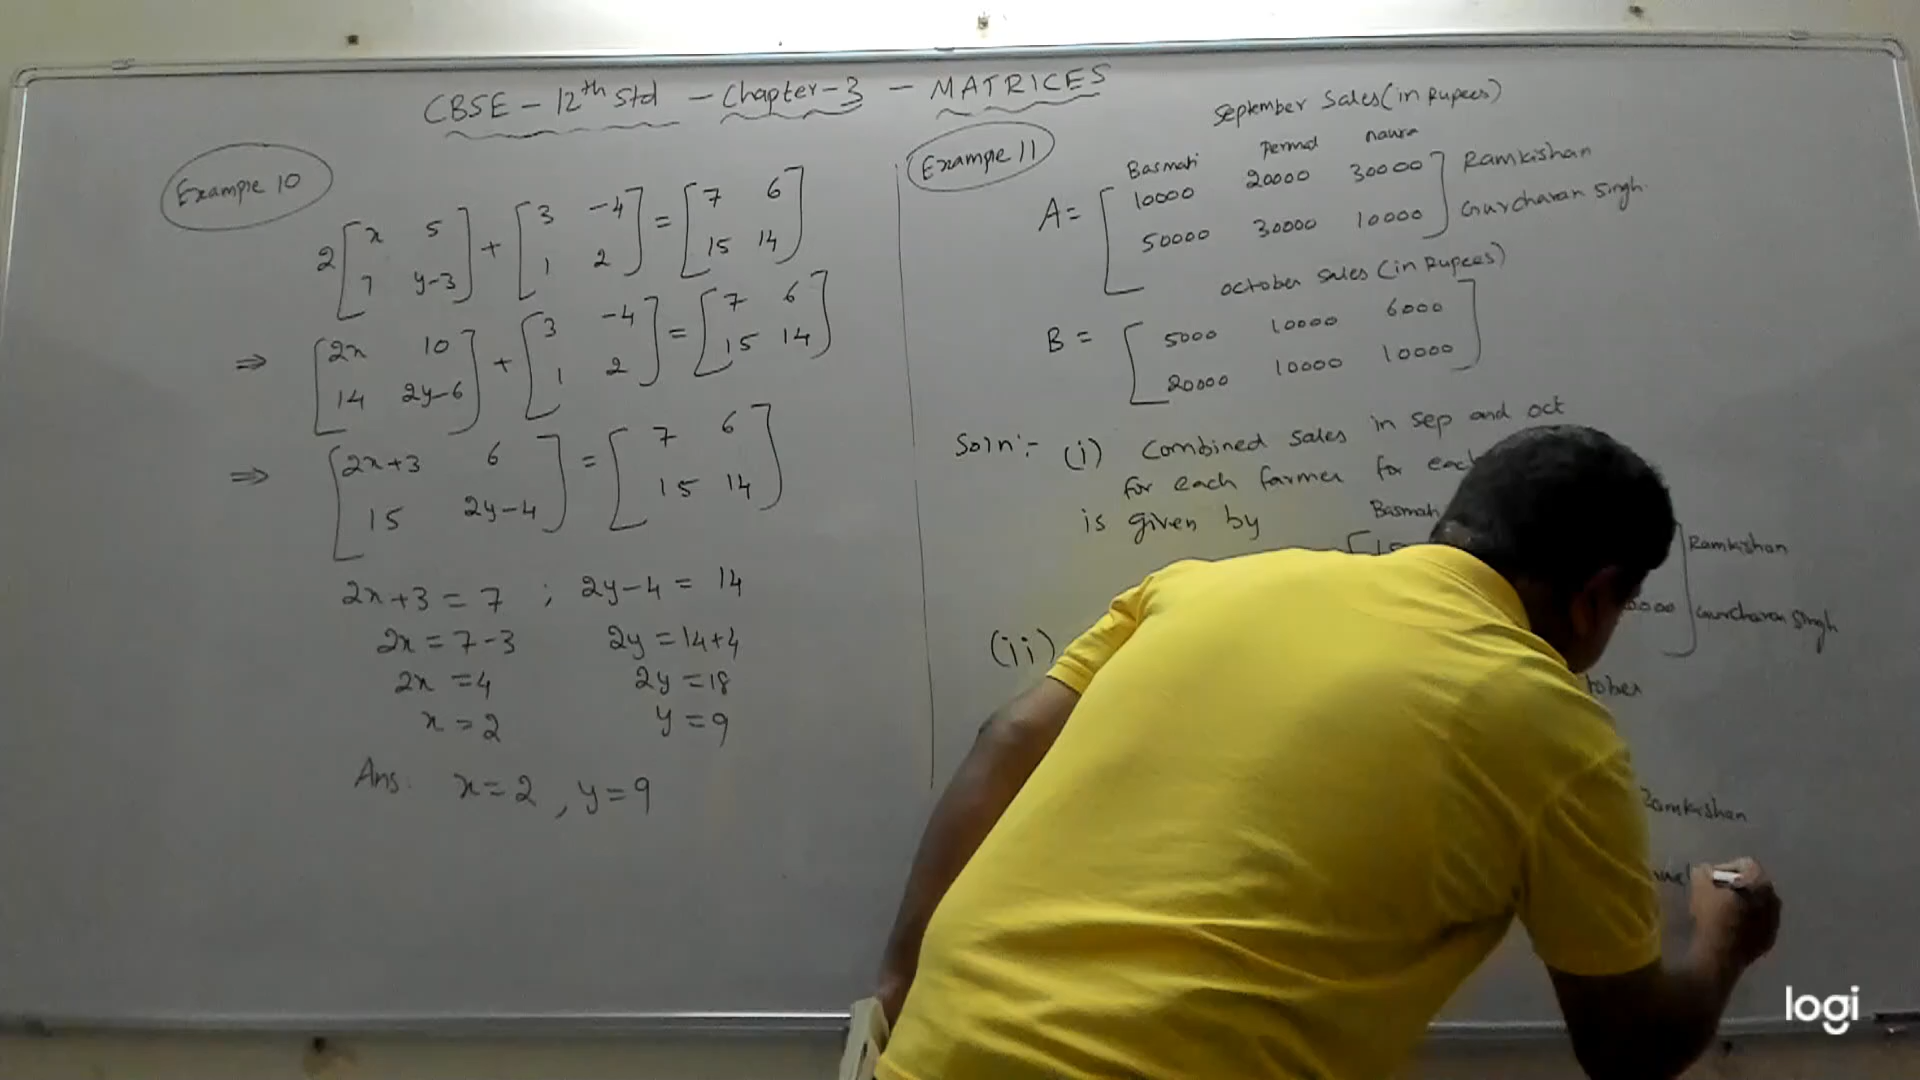 CBSE - 12th Std - Chapter-3 - MATRICES
Example 10
2 [ x 5 ] + [ 3 -4 ] = [ 7 6 ]
[ 7 y-3 ] [ 1 2 ] [ 15 14 ]
⇒ [ 2x 10 ] + [ 3 -4 ] = [ 7 6 ]
[ 14 2y-6 ] [ 1 2 ] [ 15 14 ]
⇒ [ 2x+3 6 ] = [ 7 6 ]
[ 15 2y-4 ] [ 15 14 ]
2x+3 = 7 ; 2y-4 = 14
2x = 7-3 2y = 14+4
2x = 4 2y = 18
x = 2 y = 9
Ans: x=2, y=9
Example 11
September Sales (in Rupees)
Basmati Permal naura
A = [ 10000 20000 30000 ] Ramkishan
[ 50000 30000 10000 ] Gurcharan Singh
October Sales (in Rupees)
B = [ 5000 10000 6000 ]
[ 20000 10000 10000 ]
Soln:- (i) Combined Sales in Sep and Oct
for each farmer for each
is given by
Basmati
Ramkishan
Gurcharan Singh
(ii)
Ramkishan
logi